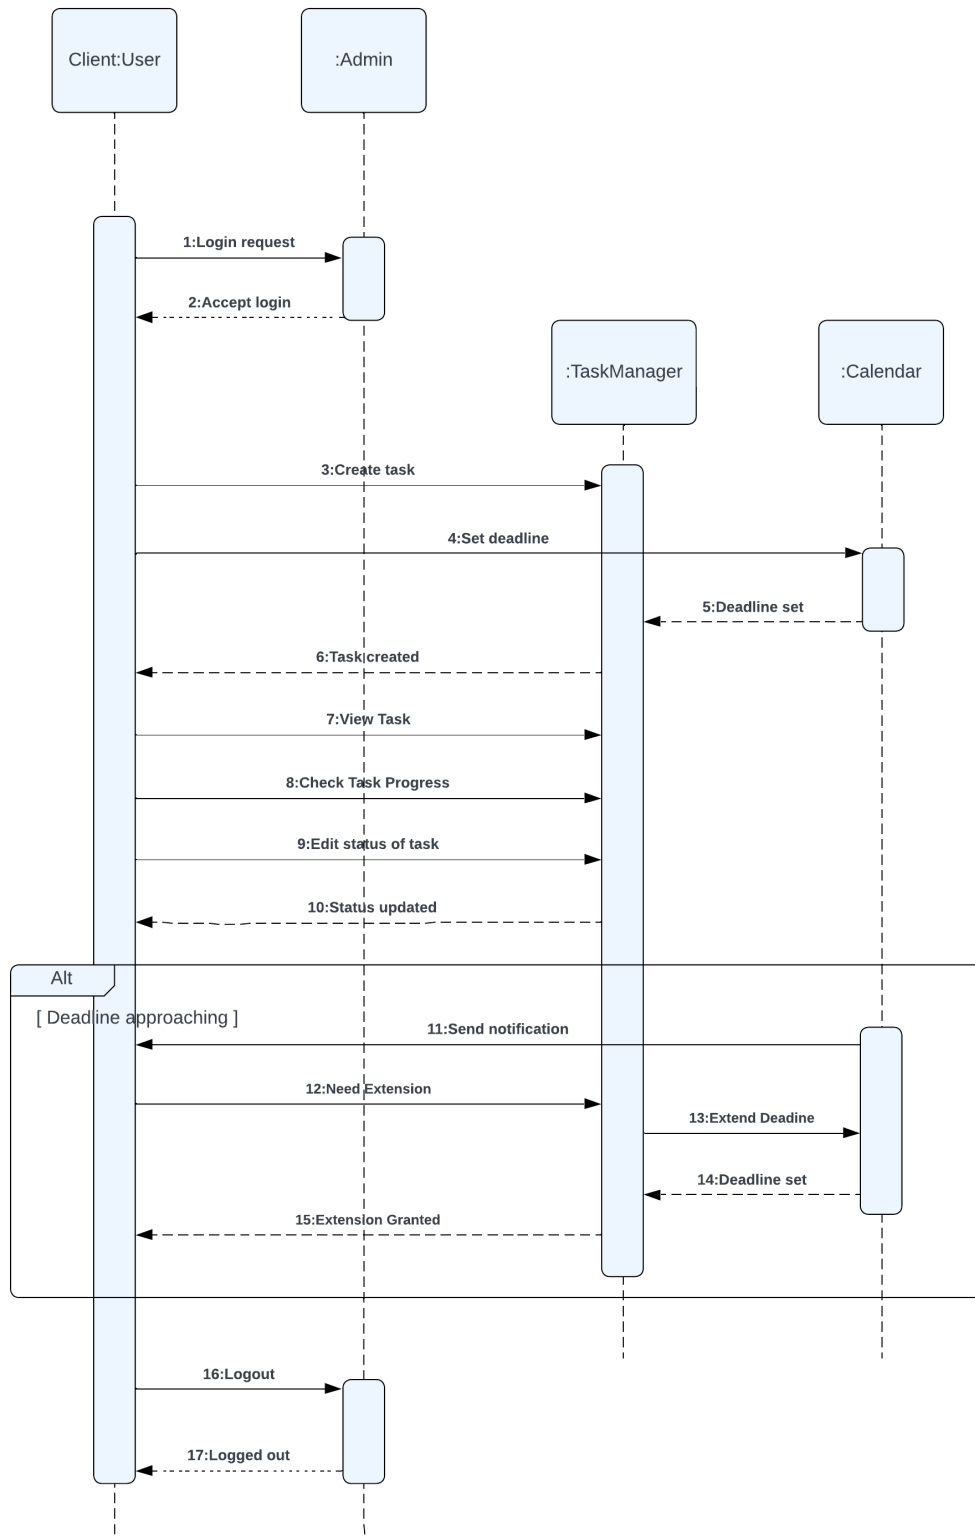 Client:User
:Admin
1:Login request
2:Accept login
:TaskManager
:Calendar
3:Create task
4:Set deadline
5:Deadline set
6:Task created
7:View Task
8:Check Task Progress
9:Edit status of task
10:Status updated
Alt
[ Deadline approaching ]
11:Send notification
12:Need Extension
13:Extend Deadine
14:Deadline set
15:Extension Granted
16:Logout
17:Logged out